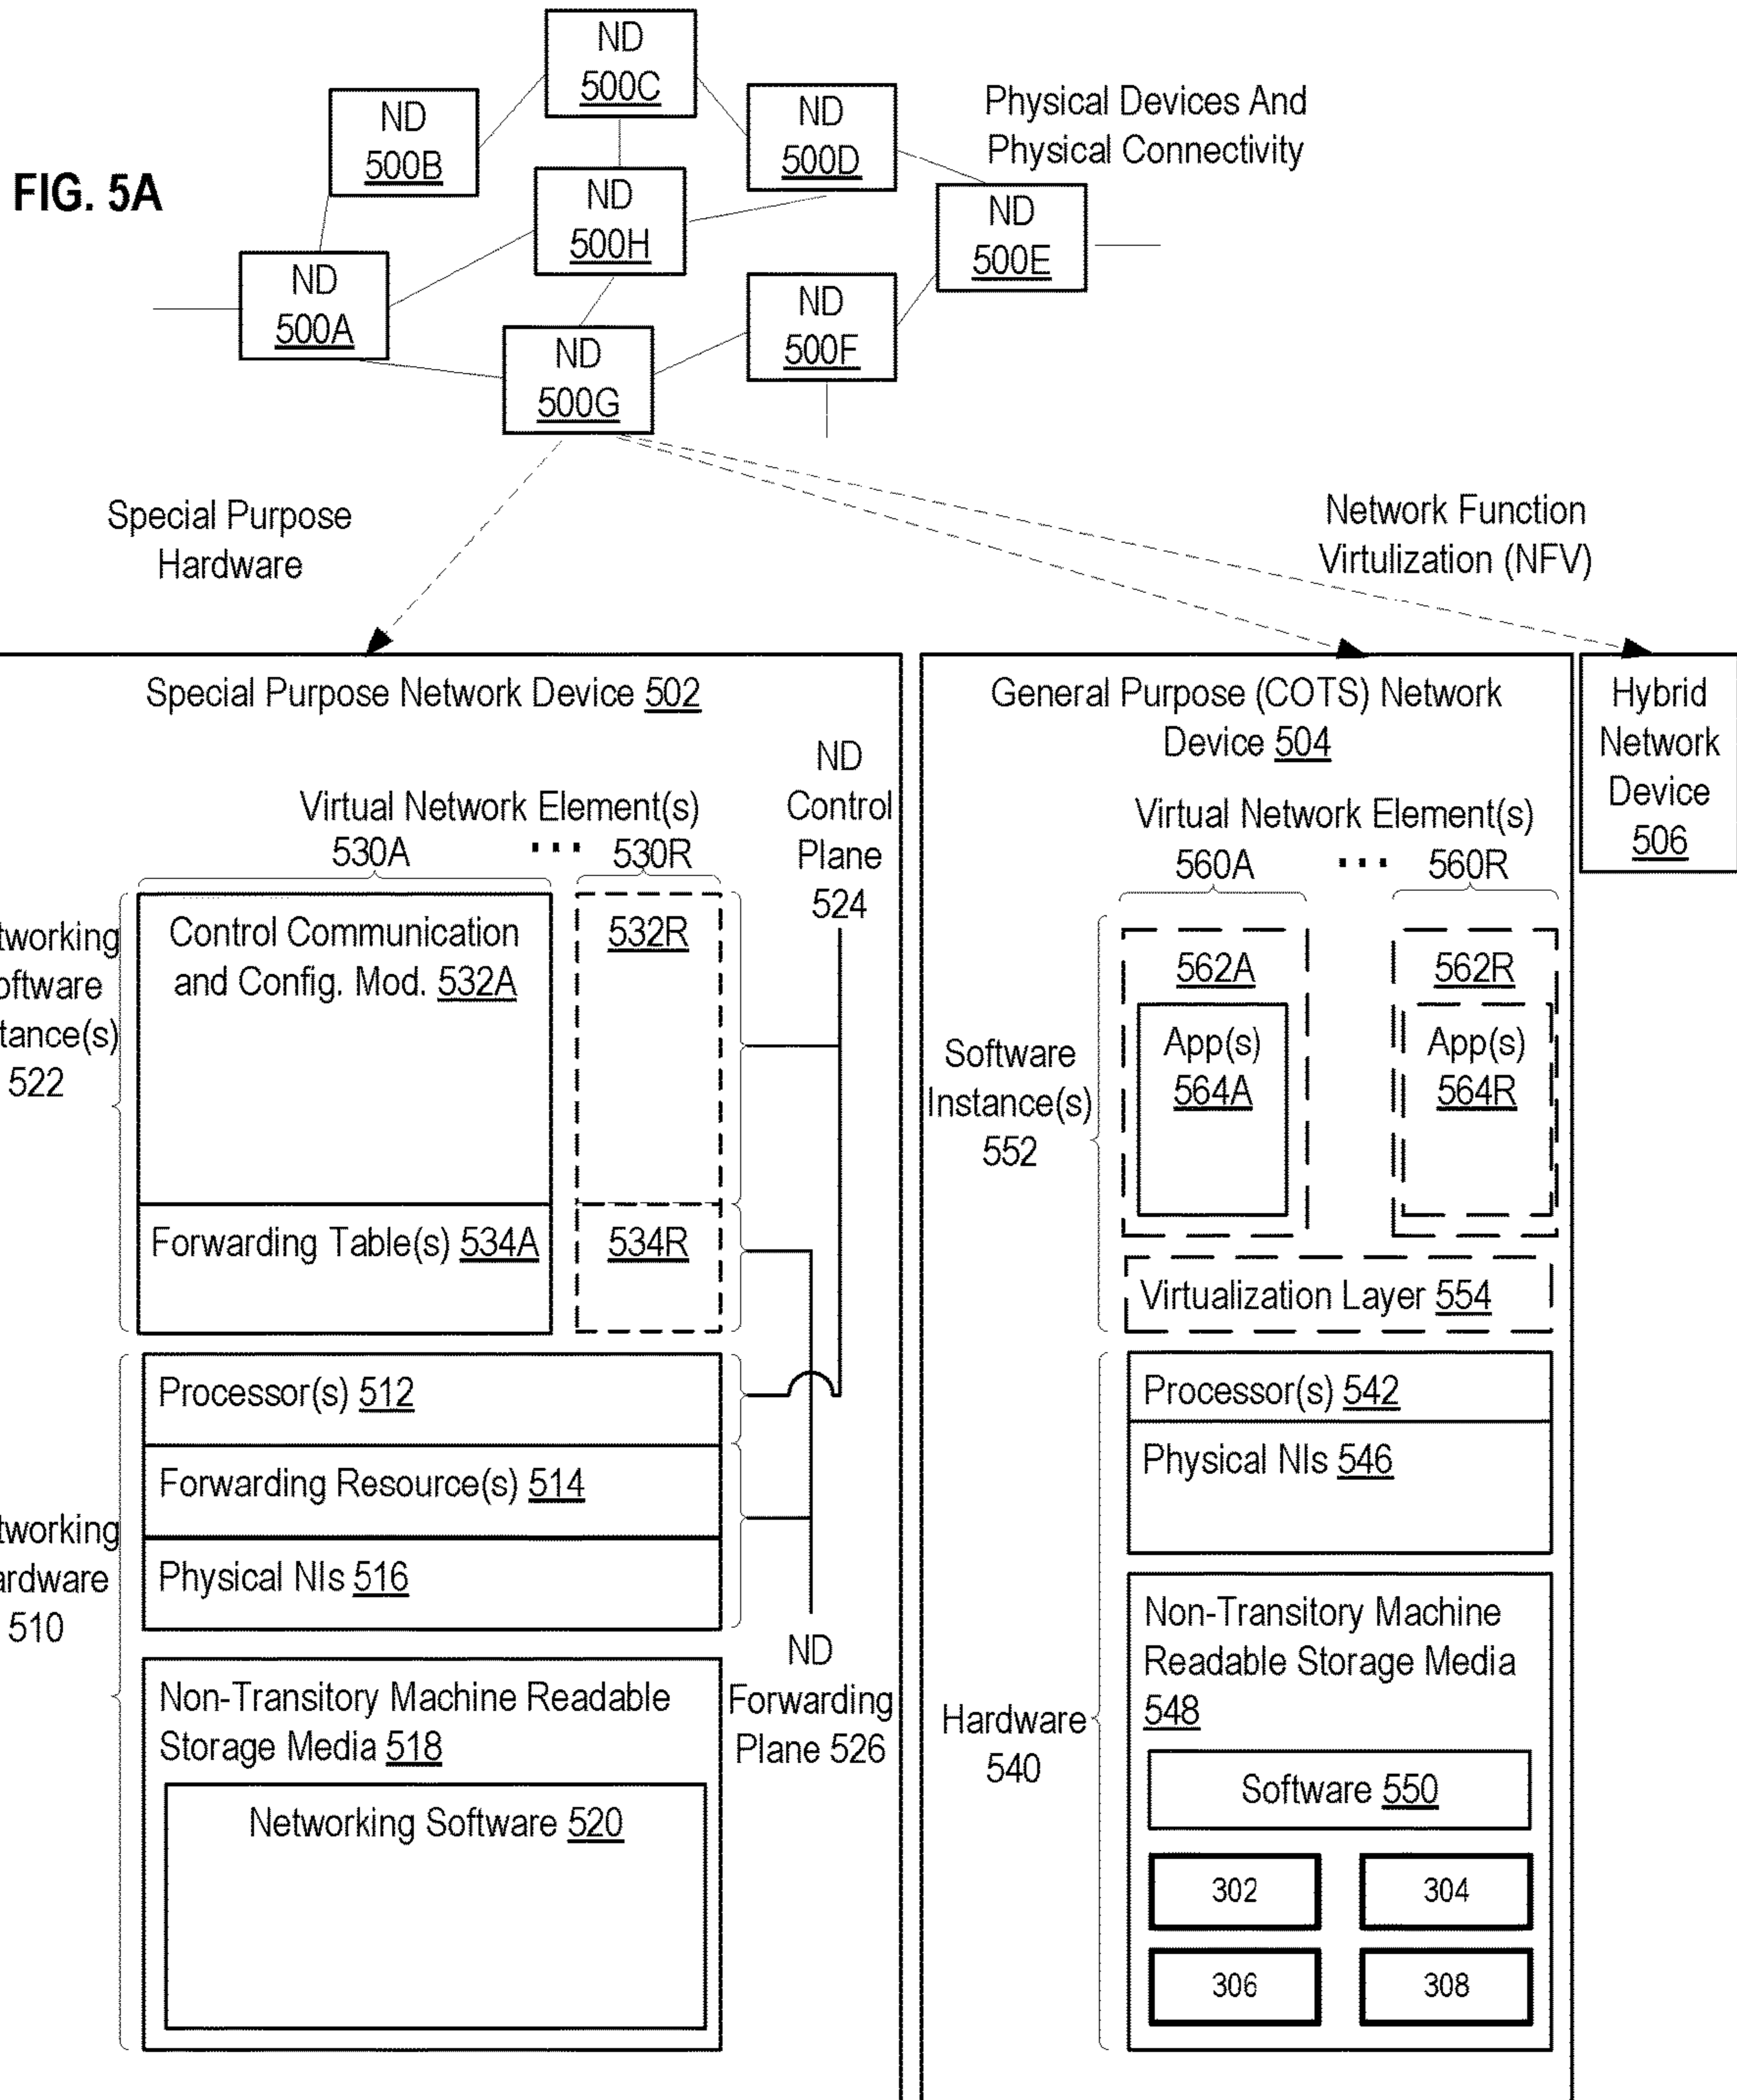 FIG. 5A
ND
500C
ND
500B
ND
500D
Physical Devices And
Physical Connectivity
ND
500H
ND
500E
ND
500A
ND
500F
ND
500G
Special Purpose
Hardware
Network Function
Virtulization (NFV)
Special Purpose Network Device 502
ND
Control
Plane
524
Virtual Network Element(s)
530A ... 530R
tworking
oftware
tance(s)
522
Control Communication
and Config. Mod. 532A
532R
Forwarding Table(s) 534A
534R
Processor(s) 512
Forwarding Resource(s) 514
Physical NIs 516
tworking
ardware
510
ND
Forwarding
Plane 526
Non-Transitory Machine Readable
Storage Media 518
Networking Software 520
General Purpose (COTS) Network
Device 504
Virtual Network Element(s)
560A ... 560R
Software
Instance(s)
552
562A
562R
App(s)
564A
App(s)
564R
Virtualization Layer 554
Processor(s) 542
Physical NIs 546
Hardware
540
Non-Transitory Machine
Readable Storage Media
548
Software 550
302
304
306
308
Hybrid
Network
Device
506